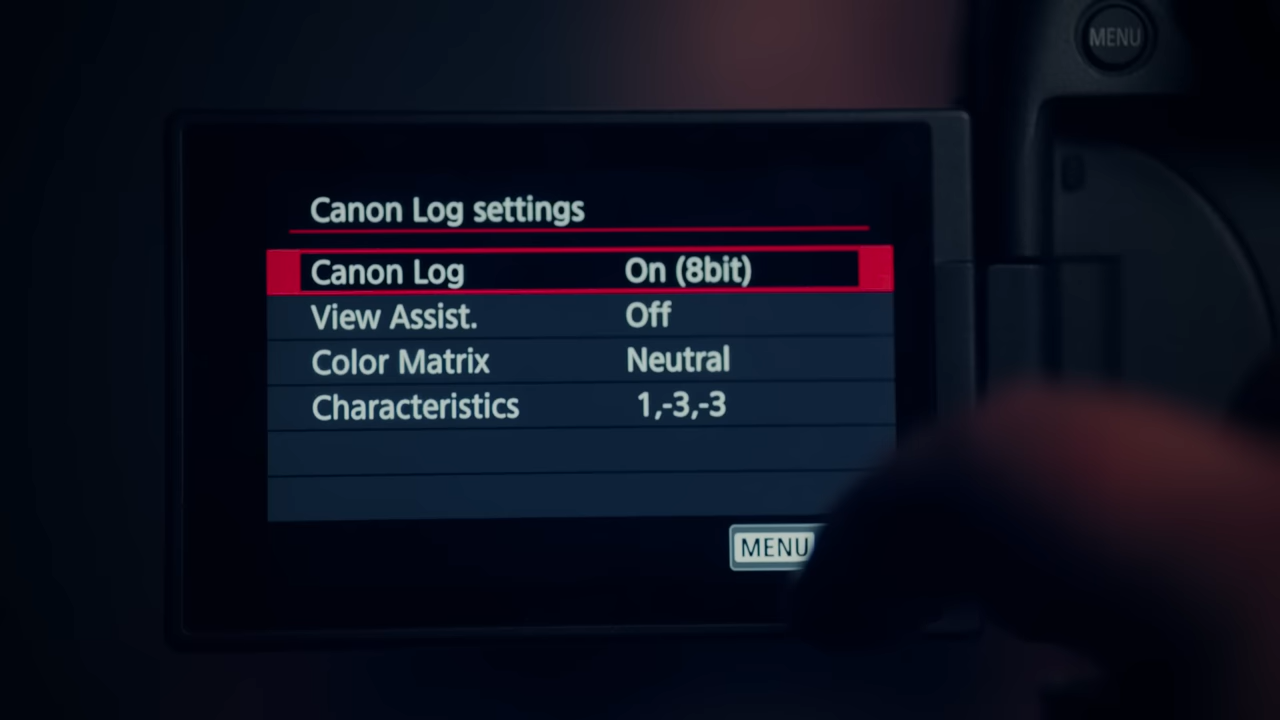 MENU
Canon Log settings
Canon Log On (8bit)
View Assist. Off
Color Matrix Neutral
Characteristics 1,-3,-3
MENU